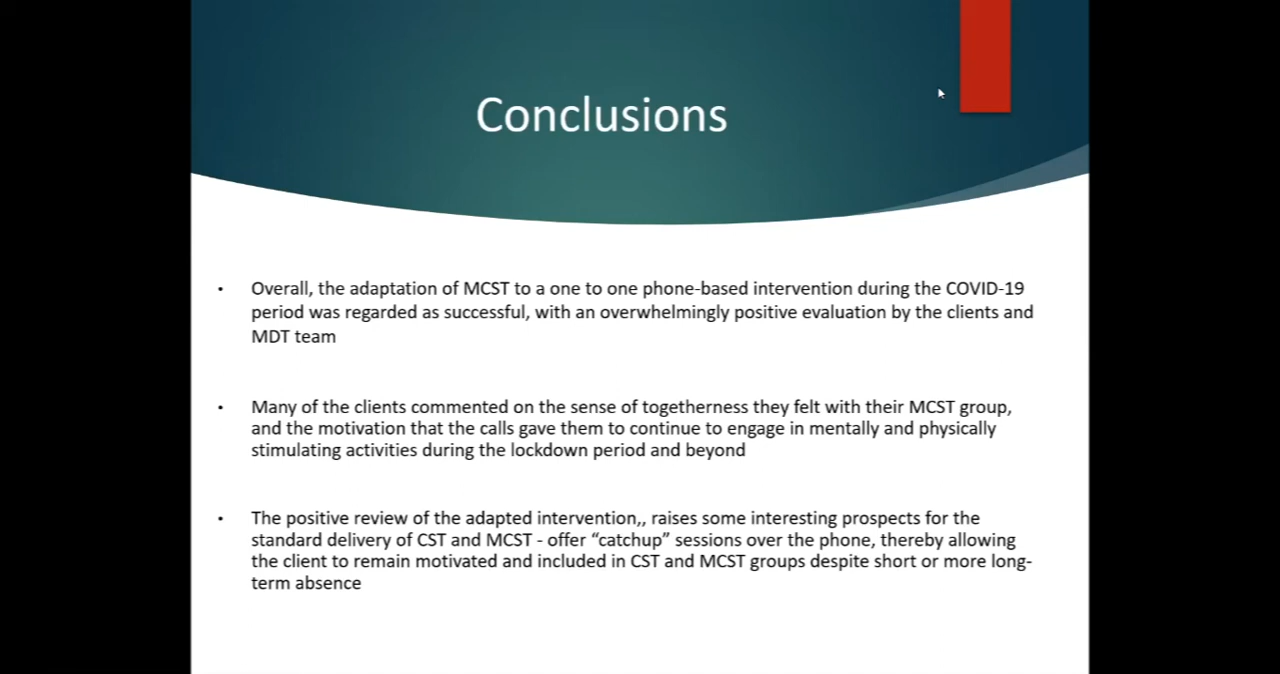 Conclusions
• Overall, the adaptation of MCST to a one to one phone-based intervention during the COVID-19
period was regarded as successful, with an overwhelmingly positive evaluation by the clients and
MDT team
• Many of the clients commented on the sense of togetherness they felt with their MCST group,
and the motivation that the calls gave them to continue to engage in mentally and physically
stimulating activities during the lockdown period and beyond
• The positive review of the adapted intervention,, raises some interesting prospects for the
standard delivery of CST and MCST - offer “catchup” sessions over the phone, thereby allowing
the client to remain motivated and included in CST and MCST groups despite short or more long-
term absence